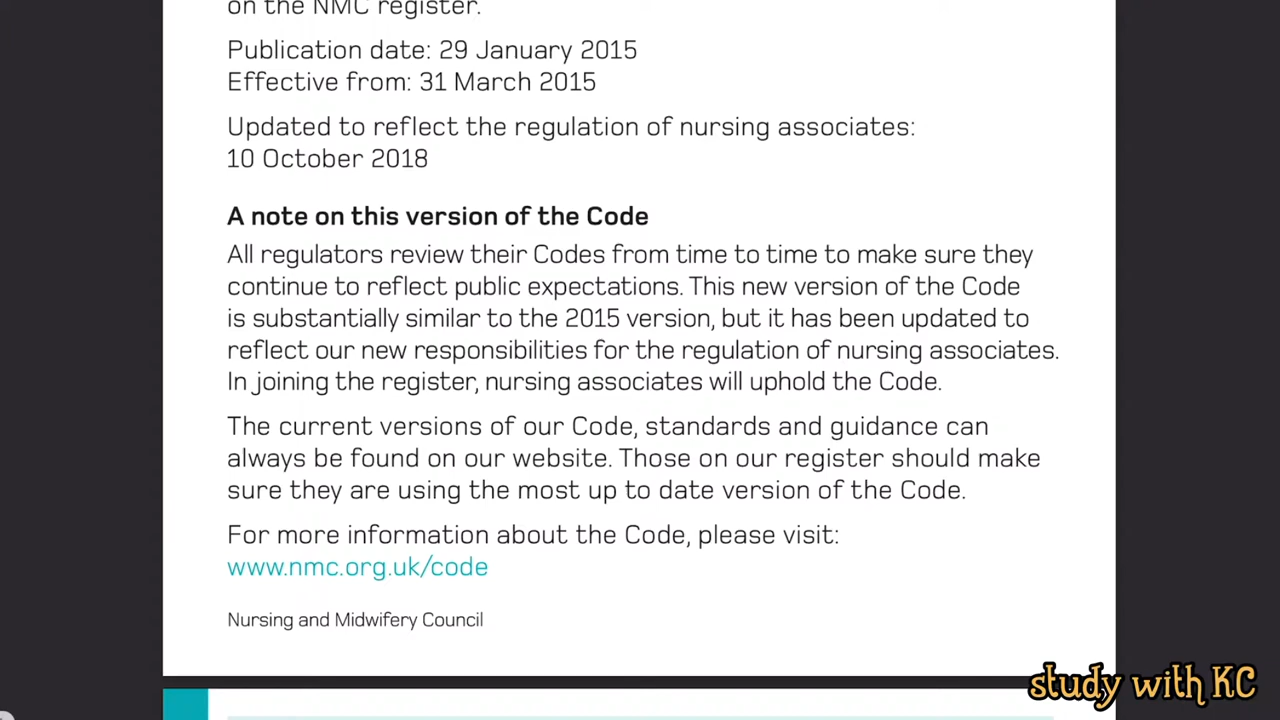 on the NMC register.
Publication date: 29 January 2015
Effective from: 31 March 2015
Updated to reflect the regulation of nursing associates:
10 October 2018
A note on this version of the Code
All regulators review their Codes from time to time to make sure they
continue to reflect public expectations. This new version of the Code
is substantially similar to the 2015 version, but it has been updated to
reflect our new responsibilities for the regulation of nursing associates.
In joining the register, nursing associates will uphold the Code.
The current versions of our Code, standards and guidance can
always be found on our website. Those on our register should make
sure they are using the most up to date version of the Code.
For more information about the Code, please visit:
www.nmc.org.uk/code
Nursing and Midwifery Council
study with KC